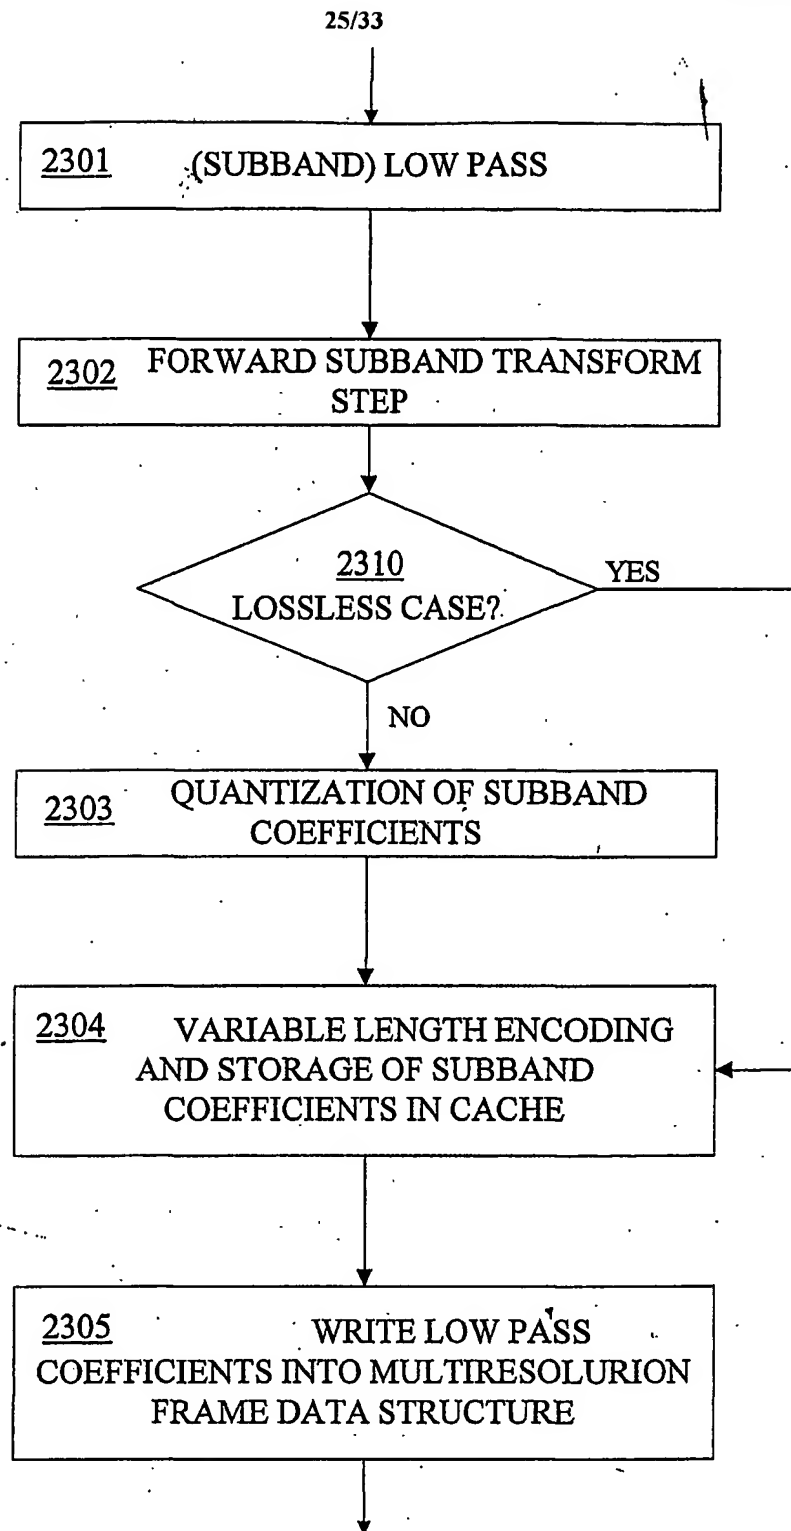 25/33
2301 (SUBBAND) LOW PASS
2302 FORWARD SUBBAND TRANSFORM
STEP
2310
LOSSLESS CASE?
YES
NO
2303 QUANTIZATION OF SUBBAND
COEFFICIENTS
2304 VARIABLE LENGTH ENCODING
AND STORAGE OF SUBBAND
COEFFICIENTS IN CACHE
2305 WRITE LOW PASS
COEFFICIENTS INTO MULTIRESOLURION
FRAME DATA STRUCTURE